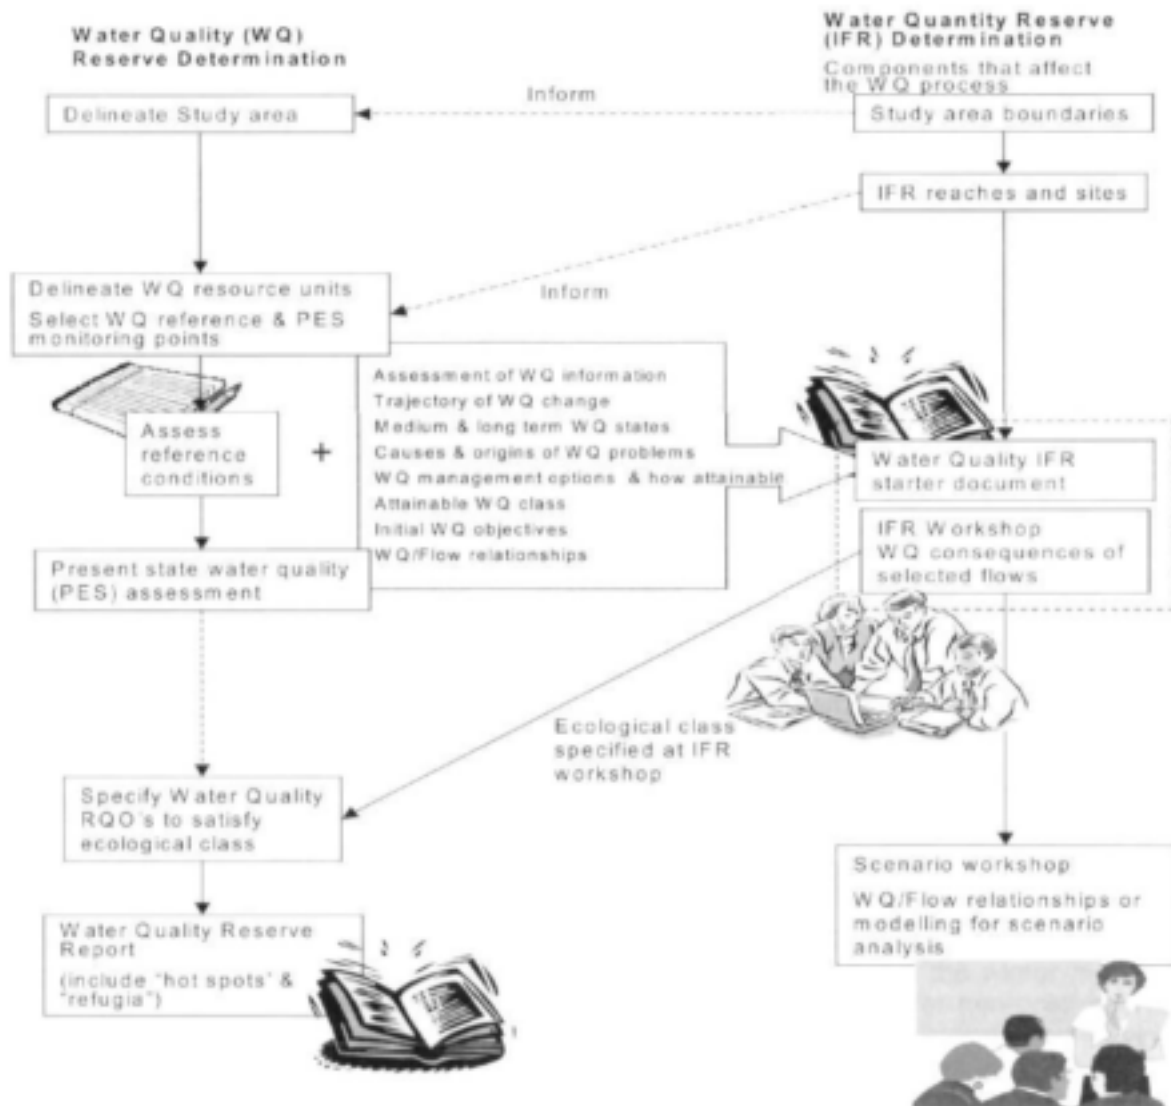 Water Quality (WQ)
Reserve Determination
Water Quantity Reserve
(IFR) Determination
Components that affect
the WQ process
Delineate Study area
Inform
Study area boundaries
IFR reaches and sites
Delineate WQ resource units
Select WQ reference & PES
monitoring points
Inform
Assess
reference
conditions
+
Assessment of WQ information
Trajectory of WQ change
Medium & long term WQ states
Causes & origins of WQ problems
WQ management options & how attainable
Attainable WQ class
Initial WQ objectives
WQ/Flow relationships
Water Quality IFR
starter document
IFR Workshop
WQ consequences of
selected flows
Present state water quality
(PES) assessment
Ecological class
specified at IFR
workshop
Specify Water Quality
RQO's to satisfy
ecological class
Scenario workshop
WQ/Flow relationships or
modelling for scenario
analysis
Water Quality Reserve
Report
(include "hot spots' &
"refugia")